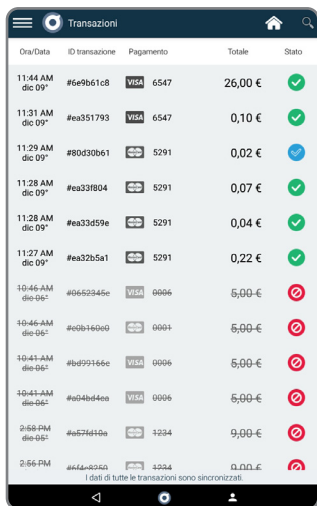 Transazioni
Ora/Data ID transazione Pagamento Totale Stato
11:44 AM
dic 09° #6e9b61c8 VISA 6547 26,00 €
11:31 AM
dic 09° #ea351793 VISA 6547 0,10 €
11:29 AM
dic 09° #80d30b61 5291 0,02 €
11:28 AM
dic 09° #ea33f804 5291 0,07 €
11:28 AM
dic 09° #ea33d59e 5291 0,04 €
11:27 AM
dic 09° #ea32b5a1 5291 0,22 €
10:46 AM
dic 06° #0652345e VISA 0006 5,00 €
10:46 AM
dic 06° #e0b160c0 0001 5,00 €
10:41 AM
dic 06° #bd99166e VISA 0006 5,00 €
10:41 AM
dic 06° #a04bd4ea VISA 0006 5,00 €
2:58 PM
dic 05° #a57fd10a 1234 9,00 €
2:56 PM #6f4e8250 1234 9,00 €
I dati di tutte le transazioni sono sincronizzati